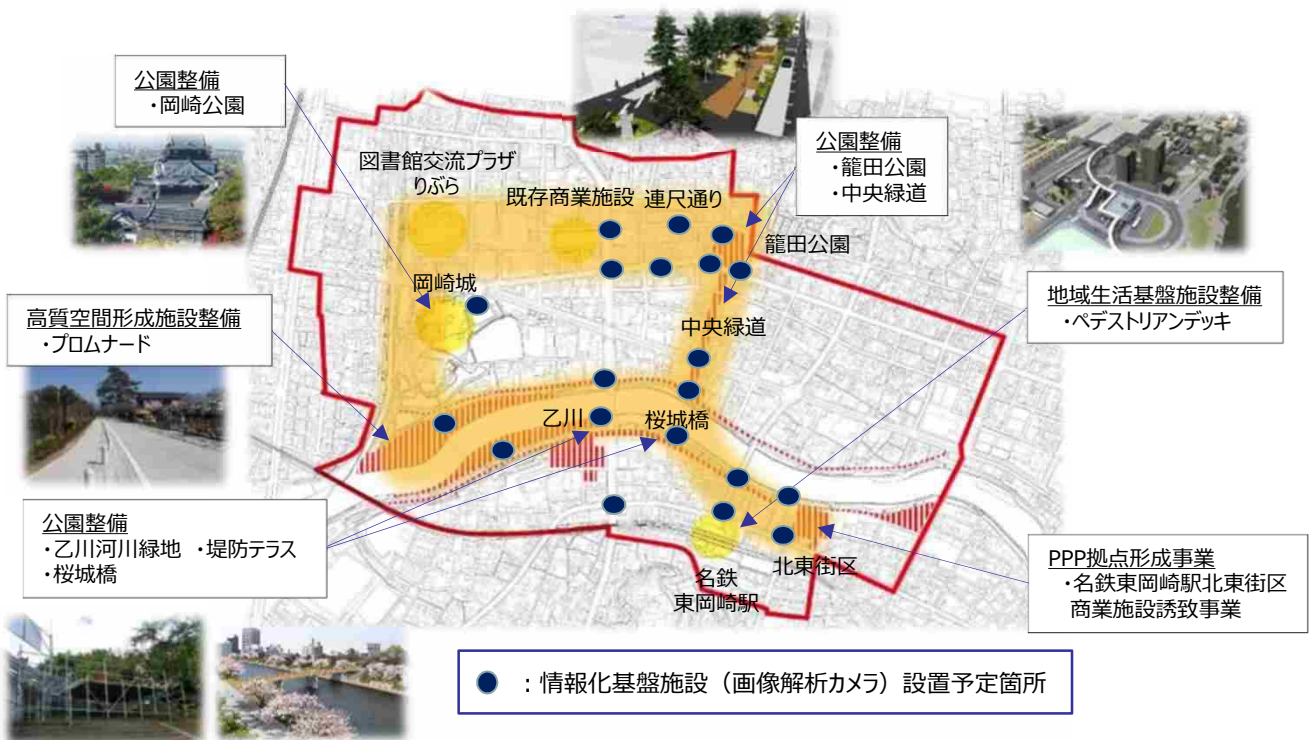 公園整備
・岡崎公園
図書館交流プラザ
りぶら
既存商業施設
連尺通り
公園整備
・籠田公園
・中央緑道
籠田公園
岡崎城
地域生活基盤施設整備
・ペデストリアンデッキ
高質空間形成施設整備
・プロムナード
中央緑道
乙川
桜城橋
公園整備
・乙川河川緑地 ・堤防テラス
・桜城橋
名鉄
東岡崎駅
北東街区
PPP拠点形成事業
・名鉄東岡崎駅北東街区
商業施設誘致事業
：情報化基盤施設（画像解析カメラ）設置予定箇所